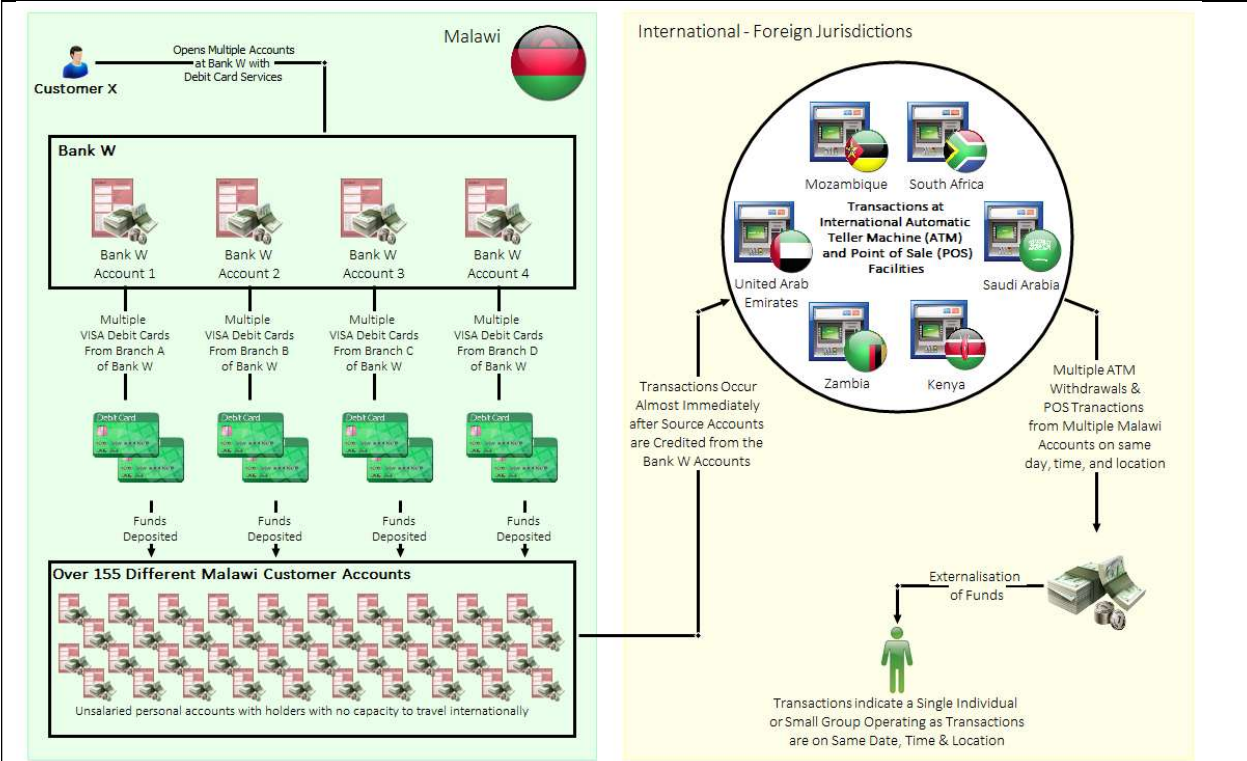 Malawi
Customer X
Opens Multiple Accounts
at Bank W with
Debit Card Services
Bank W
Bank W
Account 1
Bank W
Account 2
Bank W
Account 3
Bank W
Account 4
Multiple
VISA Debit Cards
From Branch A
of Bank W
Multiple
VISA Debit Cards
From Branch B
of Bank W
Multiple
VISA Debit Cards
From Branch C
of Bank W
Multiple
VISA Debit Cards
From Branch D
of Bank W
Debit Card
Debit Card
Debit Card
Debit Card
Funds
Deposited
Funds
Deposited
Funds
Deposited
Funds
Deposited
Over 155 Different Malawi Customer Accounts
Unsalaried personal accounts with holders with no capacity to travel internationally
International - Foreign Jurisdictions
Mozambique
South Africa
Transactions at
International Automatic
Teller Machine (ATM)
and Point of Sale (POS)
Facilities
United Arab
Emirates
Saudi Arabia
Zambia
Kenya
Transactions Occur
Almost Immediately
after Source Accounts
are Credited from the
Bank W Accounts
Multiple ATM
Withdrawals &
POS Tranactions
from Multiple Malawi
Accounts on same
day, time, and location
Externalisation
of Funds
Transactions indicate a Single Individual
or Small Group Operating as Transactions
are on Same Date, Time & Location